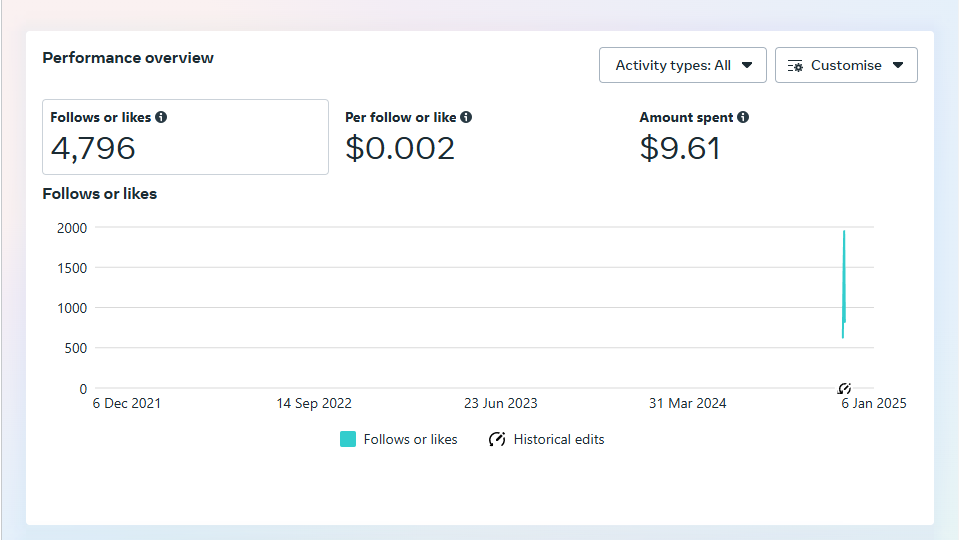 Performance overview
Activity types: All
Customise
Follows or likes
4,796
Per follow or like
$0.002
Amount spent
$9.61
Follows or likes
2000
1500
1000
500
0
6 Dec 2021
14 Sep 2022
23 Jun 2023
31 Mar 2024
6 Jan 2025
Follows or likes
Historical edits